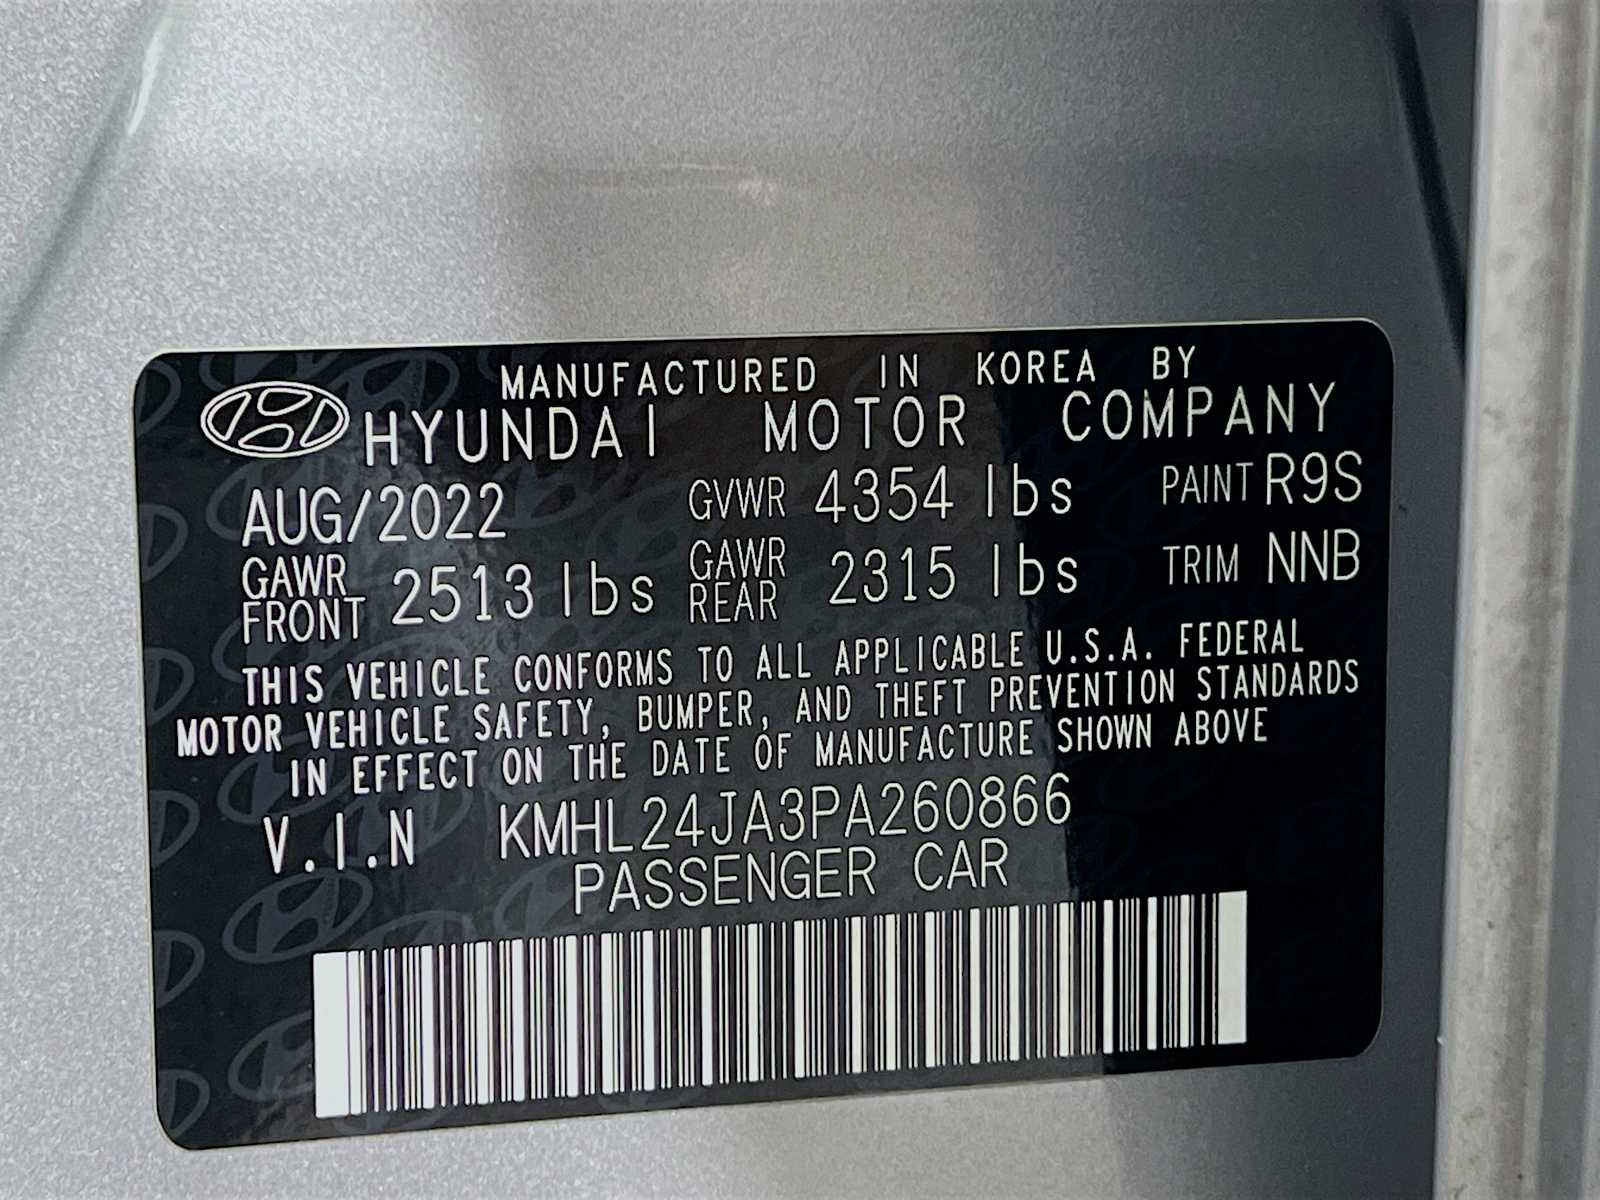 MANUFACTURED IN KOREA BY
HYUNDAI MOTOR COMPANY
AUG/2022 GVWR 4354 lbs PAINT R9S
GAWR FRONT 2513 lbs GAWR REAR 2315 lbs TRIM NNB
THIS VEHICLE CONFORMS TO ALL APPLICABLE U.S.A. FEDERAL
MOTOR VEHICLE SAFETY, BUMPER, AND THEFT PREVENTION STANDARDS
IN EFFECT ON THE DATE OF MANUFACTURE SHOWN ABOVE
V.I.N KMHL24JA3PA260866
PASSENGER CAR